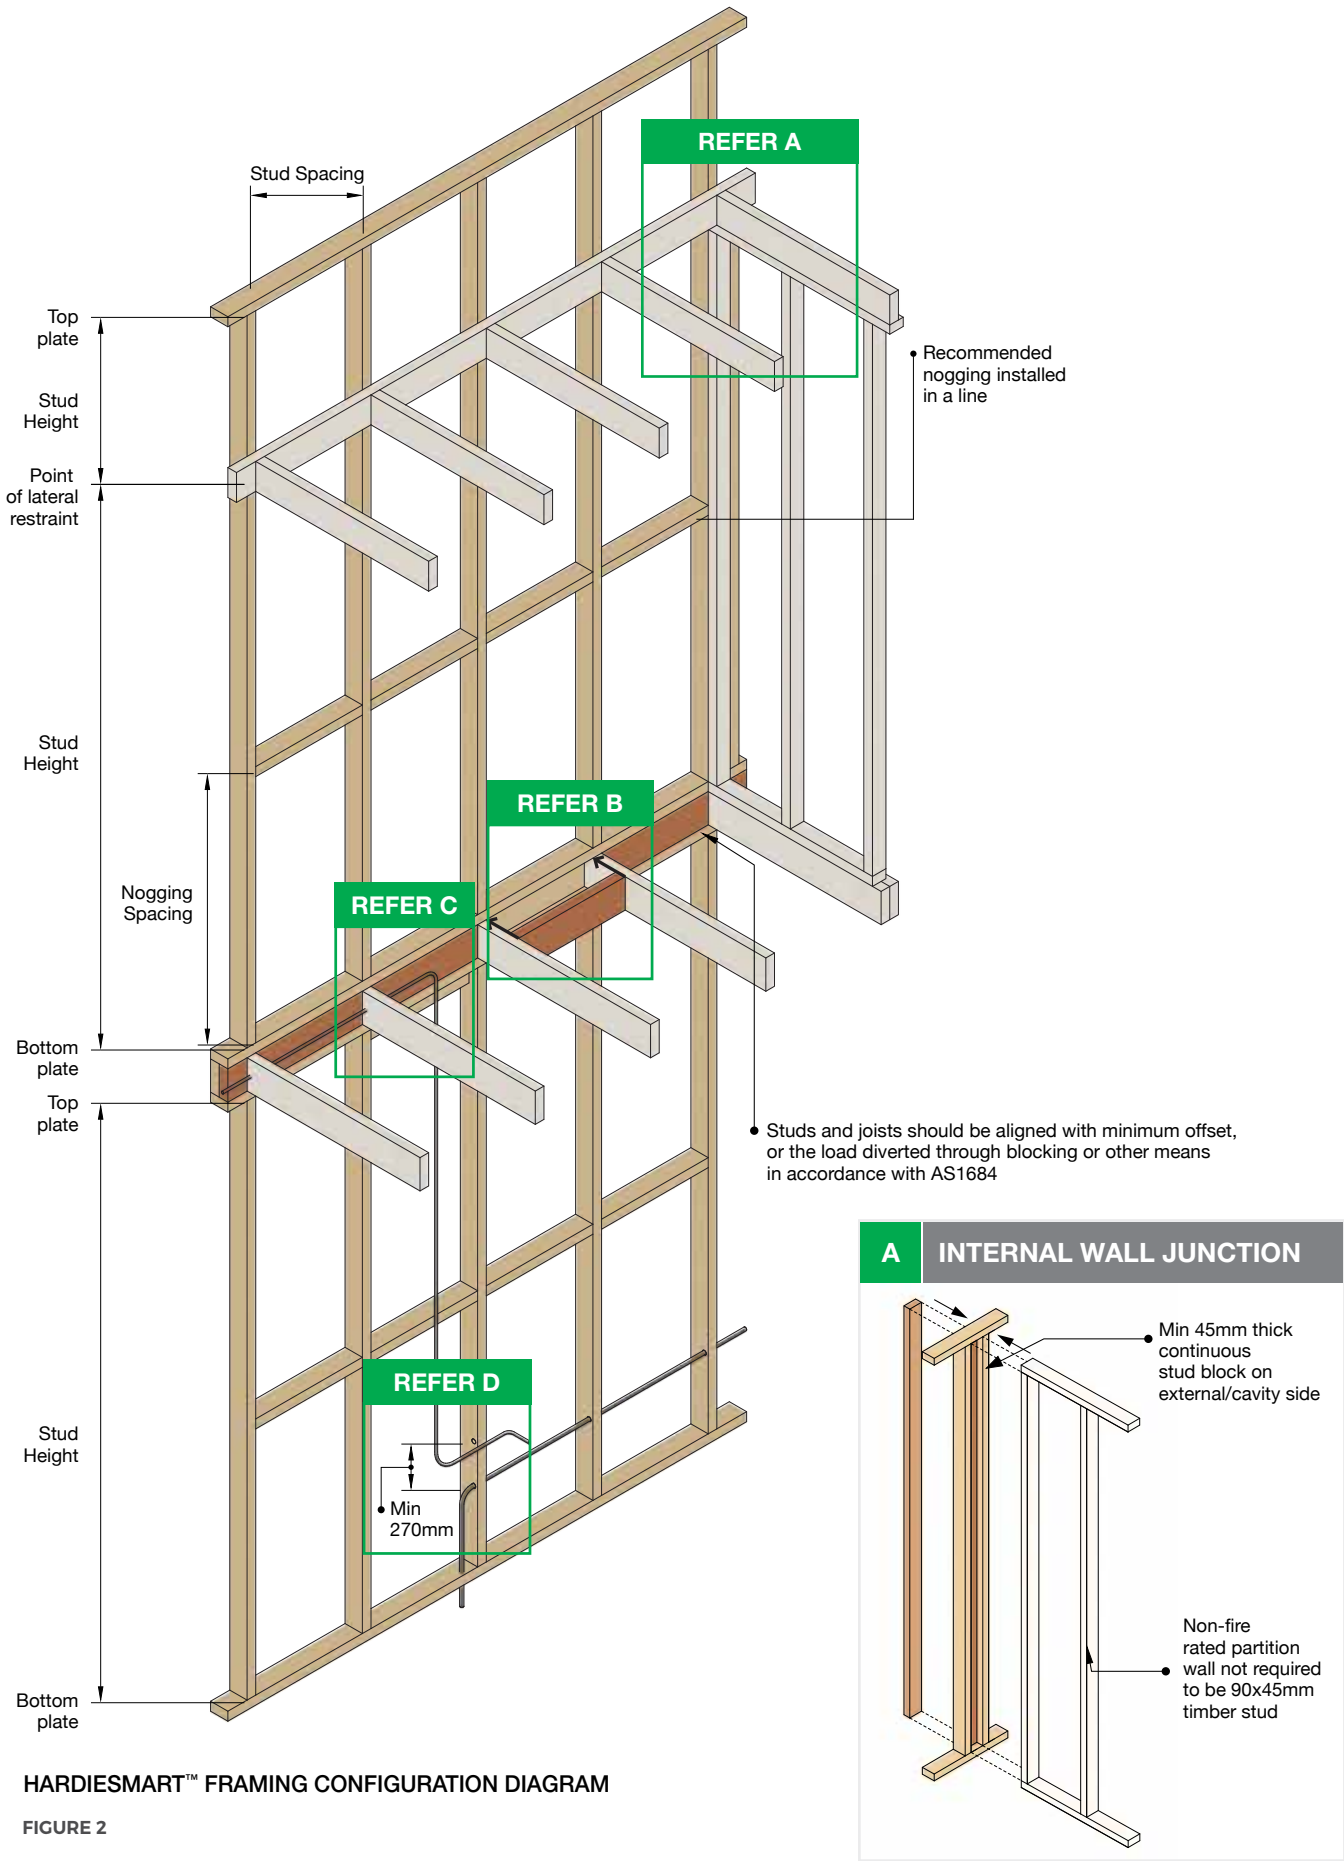 REFER A
Stud Spacing
Top
plate
Recommended
nogging installed
in a line
Stud
Height
Point
of lateral
restraint
Stud
Height
REFER B
Nogging
Spacing
REFER C
Bottom
plate
Top
plate
Studs and joists should be aligned with minimum offset,
or the load diverted through blocking or other means
in accordance with AS1684
A
INTERNAL WALL JUNCTION
Min 45mm thick
continuous
stud block on
external/cavity side
REFER D
Stud
Height
Min
270mm
Non-fire
rated partition
wall not required
to be 90x45mm
timber stud
Bottom
plate
HARDIESMART™ FRAMING CONFIGURATION DIAGRAM
FIGURE 2